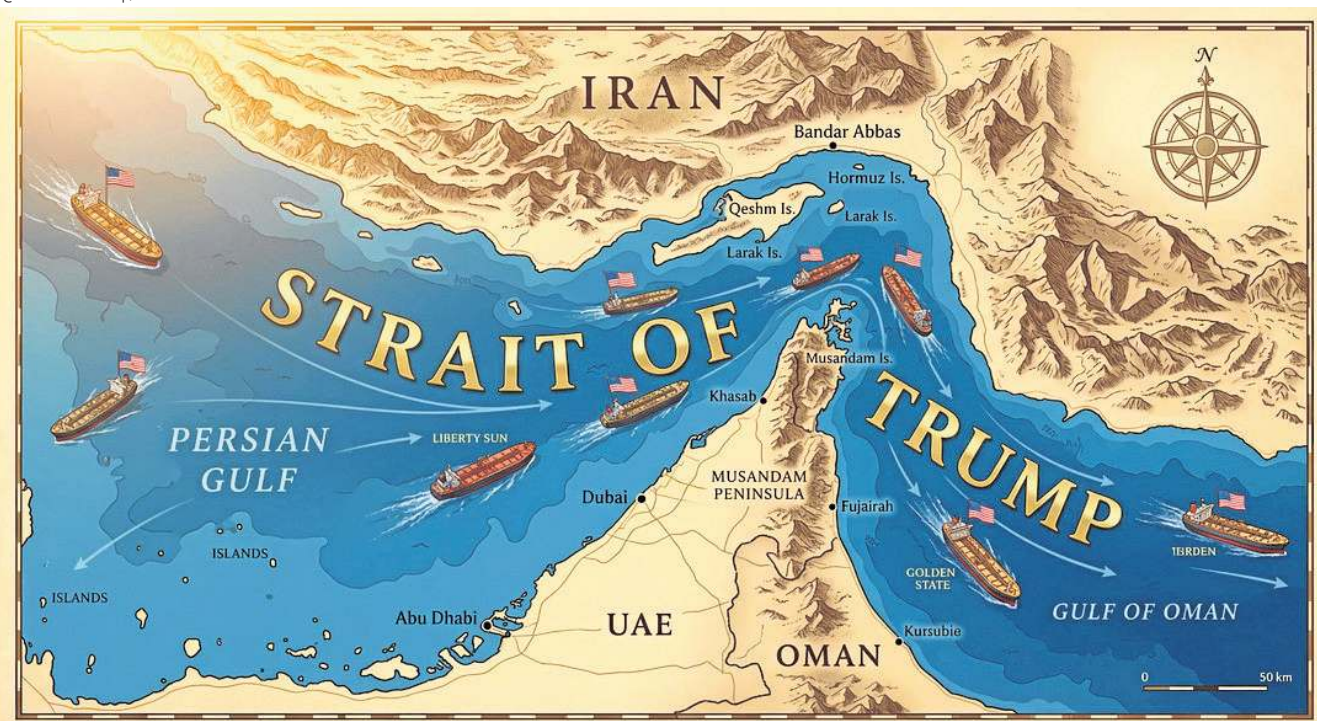 IRAN
N
Bandar Abbas
Hormuz Is.
Qeshm Is.
Larak Is.
Larak Is.
STRAIT OF
TRUMP
Musandam Is.
Khasab
PERSIAN
GULF
LIBERTY SUN
MUSANDAM
PENINSULA
Dubai
Fujairah
ISLANDS
ISLANDS
GOLDEN
STATE
Abu Dhabi
UAE
GULF OF OMAN
Kursubie
OMAN
0 50 km